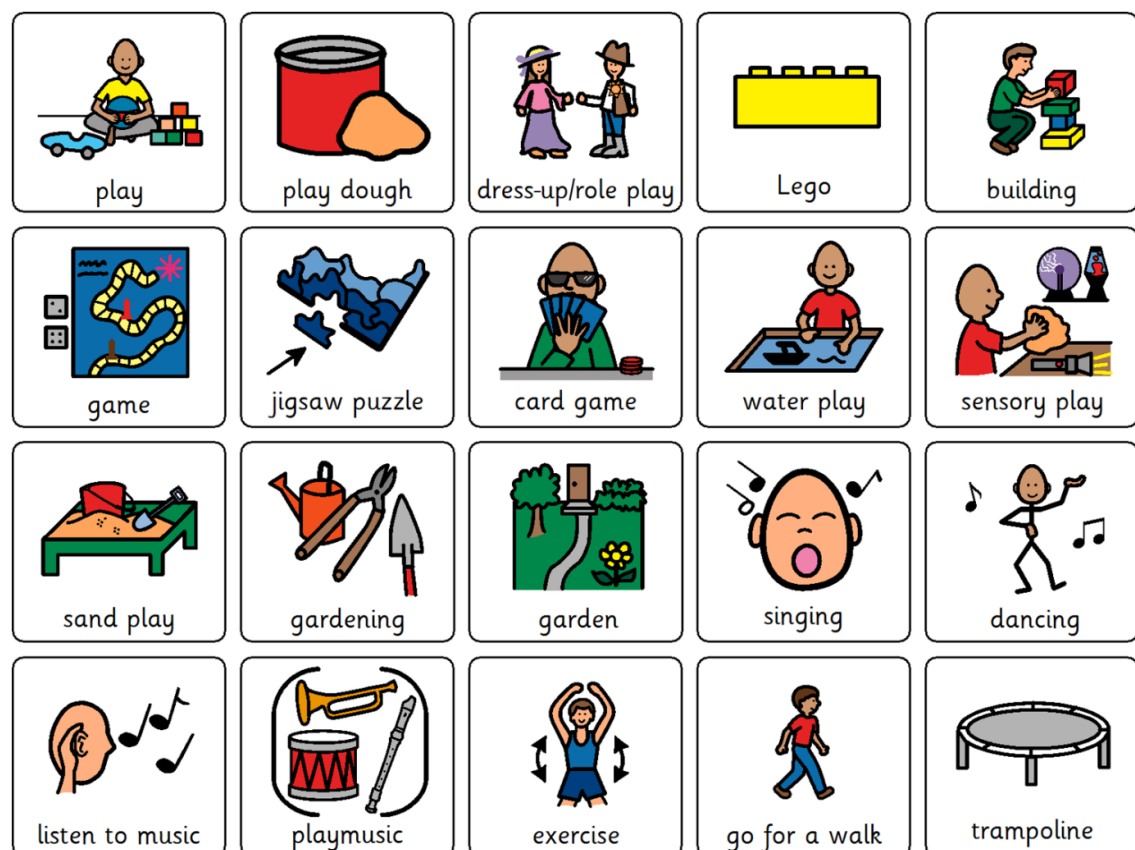 play
play dough
dress-up/role play
Lego
building
game
jigsaw puzzle
card game
water play
sensory play
sand play
gardening
garden
singing
dancing
listen to music
playmusic
exercise
go for a walk
trampoline